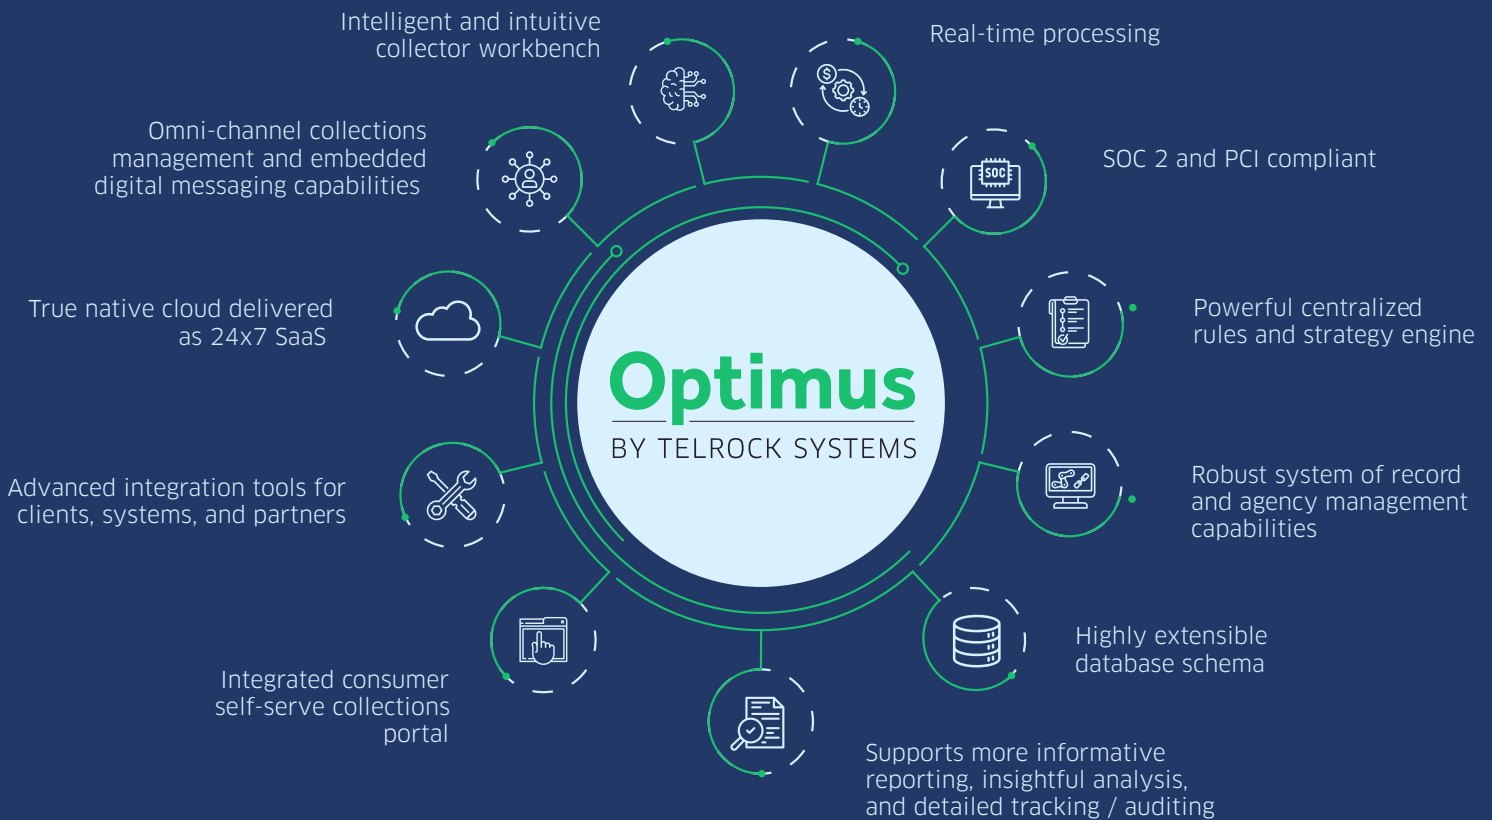 Intelligent and intuitive
collector workbench
Real-time processing
Omni-channel collections
management and embedded
digital messaging capabilities
SOC
SOC 2 and PCI compliant
True native cloud delivered
as 24x7 SaaS
Powerful centralized
rules and strategy engine
Optimus
BY TELROCK SYSTEMS
Advanced integration tools for
clients, systems, and partners
Robust system of record
and agency management
capabilities
Integrated consumer
self-serve collections
portal
Highly extensible
database schema
Supports more informative
reporting, insightful analysis,
and detailed tracking / auditing